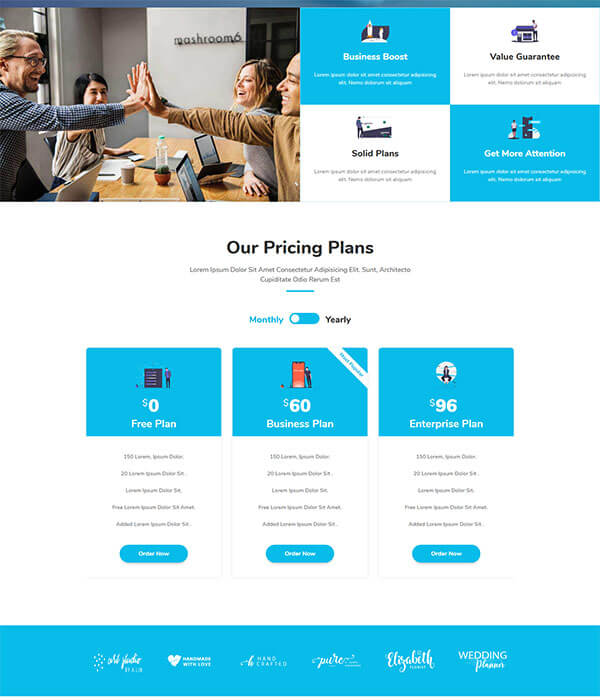 mashroom6
Business Boost
Lorem ipsum dolor sit amet consectetur adipisicing
elit. Nemo dolorum sit aliquam
Value Guarantee
Lorem ipsum dolor sit amet consectetur adipisicing
elit. Nemo dolorum sit aliquam
Solid Plans
Lorem ipsum dolor sit amet consectetur adipisicing
elit. Nemo dolorum sit aliquam
Get More Attention
Lorem ipsum dolor sit amet consectetur adipisicing
elit. Nemo dolorum sit aliquam
Our Pricing Plans
Lorem Ipsum Dolor Sit Amet Consectetur Adipisicing Elit. Sunt, Architecto
Cupiditate Odio Rerum Est
Monthly Yearly
$0
Free Plan
150 Lorem, Ipsum Dolor.
20 Lorem Ipsum Dolor Sit .
Lorem Ipsum Dolor Sit.
Free Lorem Ipsum Dolor Sit Amet.
Added Lorem Ipsum Dolor Sit .
Order Now
Most Popular
$60
Business Plan
150 Lorem, Ipsum Dolor.
20 Lorem Ipsum Dolor Sit .
Lorem Ipsum Dolor Sit.
Free Lorem Ipsum Dolor Sit Amet.
Added Lorem Ipsum Dolor Sit .
Order Now
$96
Enterprise Plan
150 Lorem, Ipsum Dolor.
20 Lorem Ipsum Dolor Sit .
Lorem Ipsum Dolor Sit.
Free Lorem Ipsum Dolor Sit Amet.
Added Lorem Ipsum Dolor Sit .
Order Now
art studio
HANDMADE
WITH LOVE
HAND
CRAFTED
pure
Elizabeth
FLORIST
WEDDING
planner